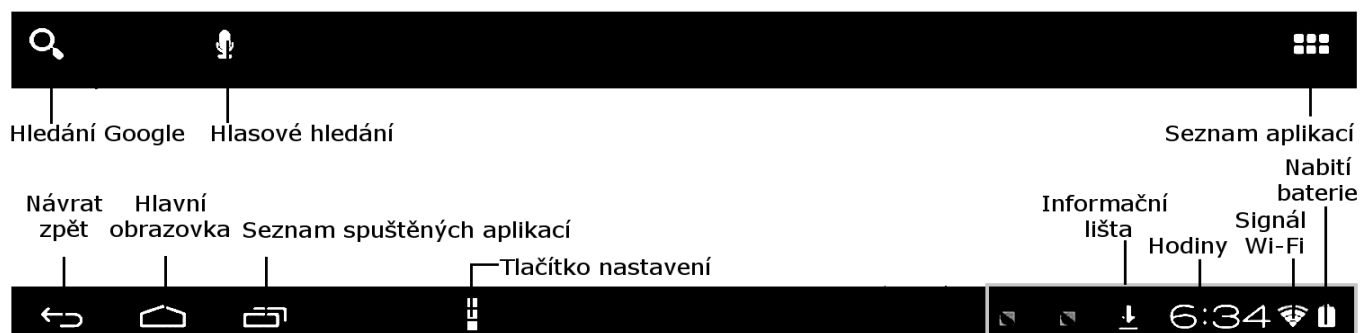 Hledání Google Hlasové hledání Seznam aplikací
Návrat zpět
Hlavní obrazovka
Seznam spuštěných aplikací
Tlačítko nastavení
Informační lišta
Hodiny
Signál Wi-Fi
Nabití baterie
6:34